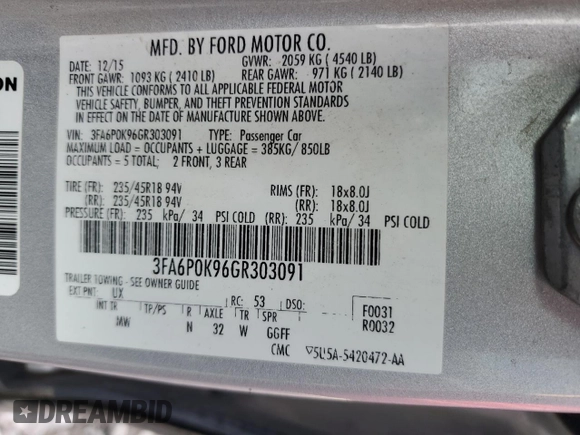 ON
MFD. BY FORD MOTOR CO.
DATE: 12/15 GVWR: 2059 KG ( 4540 LB)
FRONT GAWR: 1093 KG ( 2410 LB) REAR GAWR: 971 KG ( 2140 LB)
THIS VEHICLE CONFORMS TO ALL APPLICABLE FEDERAL MOTOR
VEHICLE SAFETY, BUMPER, AND THEFT PREVENTION STANDARDS
IN EFFECT ON THE DATE OF MANUFACTURE SHOWN ABOVE.
VIN: 3FA6P0K96GR303091 TYPE: Passenger Car
MAXIMUM LOAD = OCCUPANTS + LUGGAGE = 385KG/ 850LB
OCCUPANTS = 5 TOTAL; 2 FRONT, 3 REAR
TIRE (FR): 235/45R18 94V RIMS (FR): 18x8.0J
(RR): 235/45R18 94V (RR): 18x8.0J
PRESSURE (FR): 235 kPa/ 34 PSI COLD (RR): 235 kPa/ 34 PSI COLD
3FA6P0K96GR303091
TRAILER TOWING - SEE OWNER GUIDE
EXT PNT: UX RC: 53 DSO: F0031
INT TR TP/PS R AXLE TR SPR R0032
MW N 32 W GGFF
CMC 5U5A-5420472-AA
DREAMBID